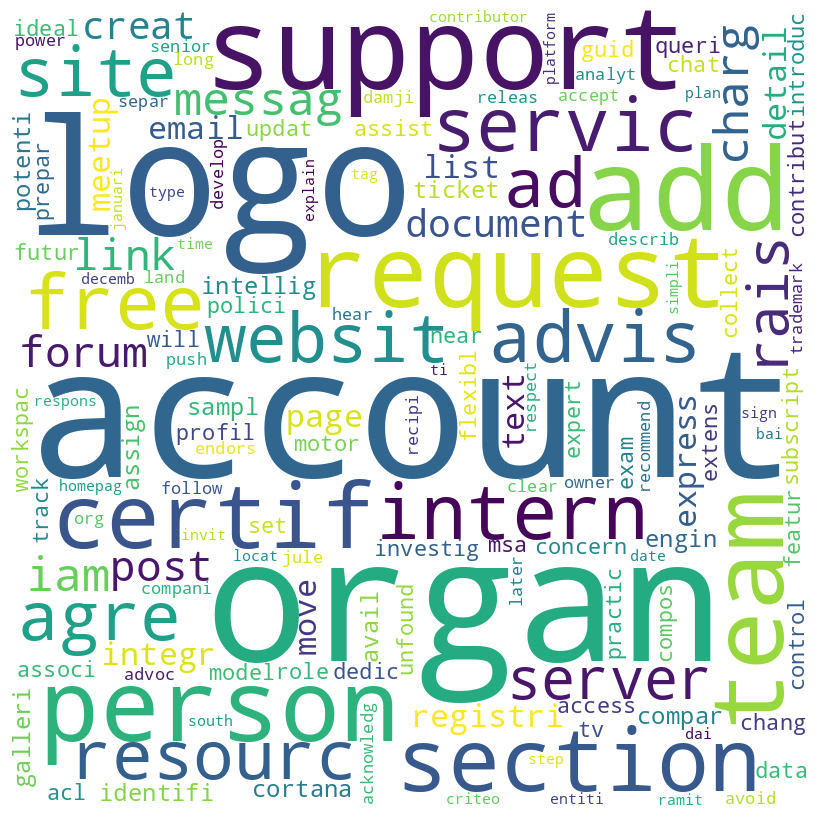 contributor
ideal
creat
support
power
senior
long
site
messag
guid
queri
platform
analyt
chat
charg
detail
introduc
separ
damji
releas
accept
plan
potenti
prepar
meetup
email
updat
assist
servic
logo
develop
explain
list
ad
add
contribut
januari
type
tag
ticket
document
futur
link
time
describ
decemb
land
intellig
request
free
polici
hear
near
simpli
collect
rais
trademark
forum
will
websit
advis
push
ti
account
respons
sampl
page
profil
endors
motor
recipi
flexibl
text
respect
expert
exam
recommend
express
extens
sign
bai
subscript
workspac
assign
track
homepag
follow
clear
owner
certif
intern
org
invit
set
investig
msa
concern
engin
featur
team
iam
post
locat
jule
compani
organ
later
date
agre
move
avail
unfound
practic
compos
control
integr
associ
advoc
model
role
dedic
server
person
south
registri
access
compar
chang
galleri
acknowledg
tv
dai
resourc
section
step
data
acl
identifi
cortana
criteo
entiti
ramit
avoid